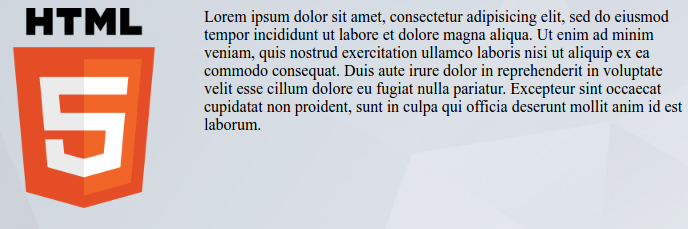 HTML
5
Lorem ipsum dolor sit amet, consectetur adipisicing elit, sed do eiusmod
tempor incididunt ut labore et dolore magna aliqua. Ut enim ad minim
veniam, quis nostrud exercitation ullamco laboris nisi ut aliquip ex ea
commodo consequat. Duis aute irure dolor in reprehenderit in voluptate
velit esse cillum dolore eu fugiat nulla pariatur. Excepteur sint occaecat
cupidatat non proident, sunt in culpa qui officia deserunt mollit anim id est
laborum.